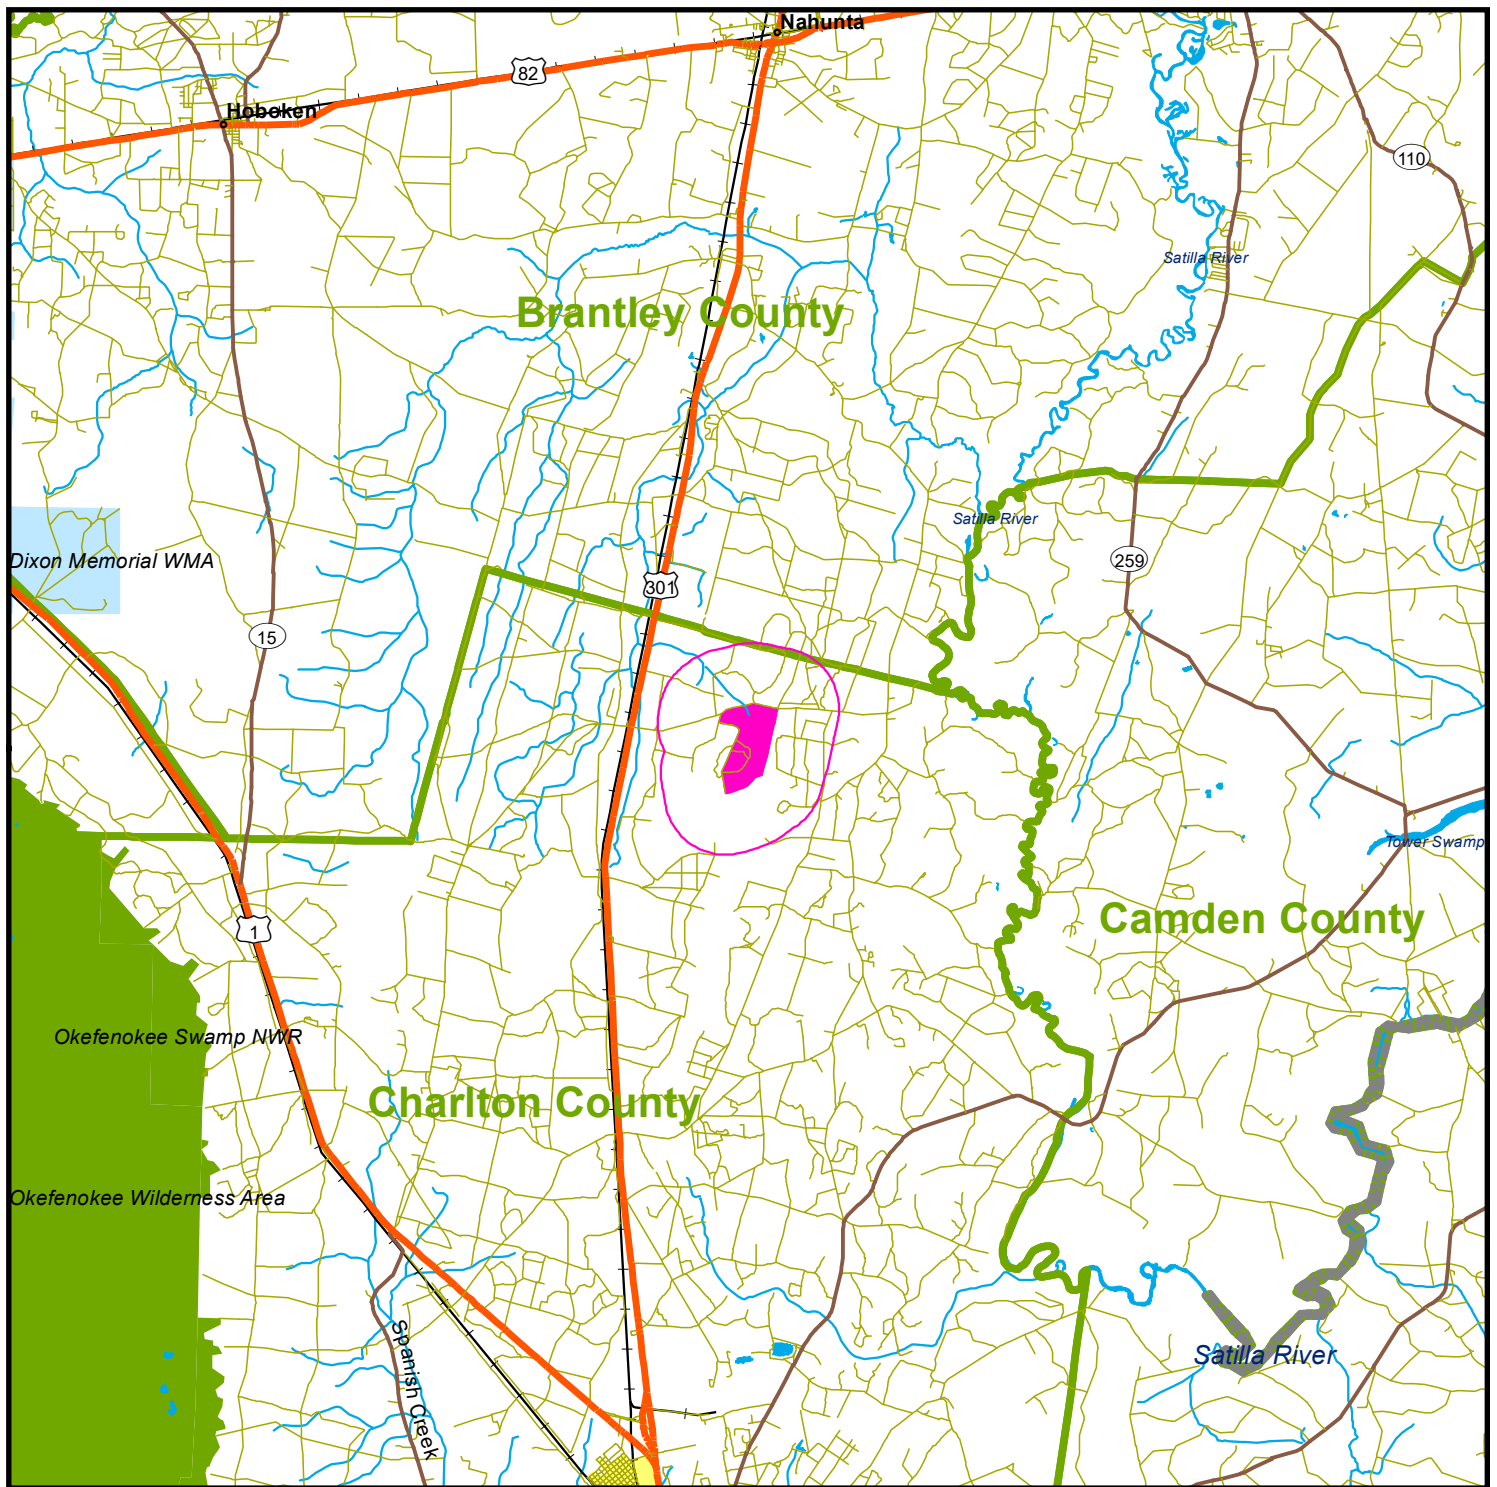 Nahunta
82
Hoboken
110
Satilla River
Brantley County
Satilla River
Dixon Memorial WMA
259
301
15
Tower Swamp
Camden County
1
Okefenokee Swamp NWR
Charlton County
Okefenokee Wilderness Area
Satilla River
Spanish Creek